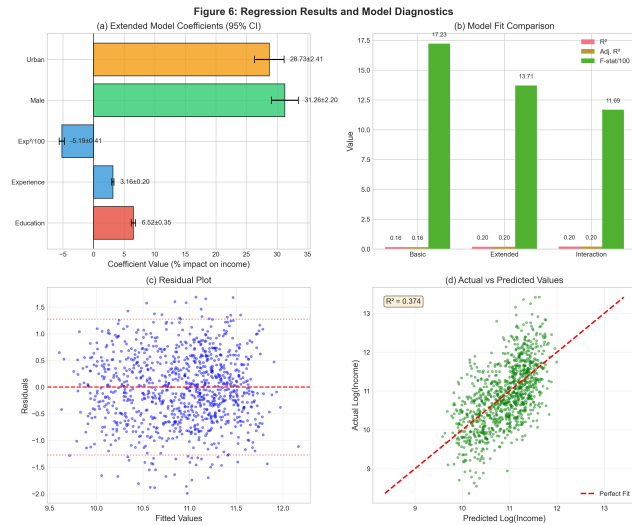 Figure 6: Regression Results and Model Diagnostics
(a) Extended Model Coefficients (95% CI)
Urban
Male
Exp²/100
Experience
Education
28.73±2.41
31.26±2.20
-5.19±0.41
3.16±0.20
6.52±0.35
−5
0
5
10
15
20
25
30
35
Coefficient Value (% impact on income)
(b) Model Fit Comparison
Value
17.5
15.0
12.5
10.0
7.5
5.0
2.5
0.0
17.23
13.71
11.69
0.16
0.16
0.20
0.20
0.20
0.20
R²
Adj. R²
F-stat/100
Basic
Extended
Interaction
(c) Residual Plot
Residuals
1.5
1.0
0.5
0.0
−0.5
−1.0
−1.5
−2.0
9.5
10.0
10.5
11.0
11.5
12.0
Fitted Values
(d) Actual vs Predicted Values
R² = 0.374
Actual Log(Income)
13
12
11
10
9
9
10
11
12
13
Predicted Log(Income)
Perfect Fit